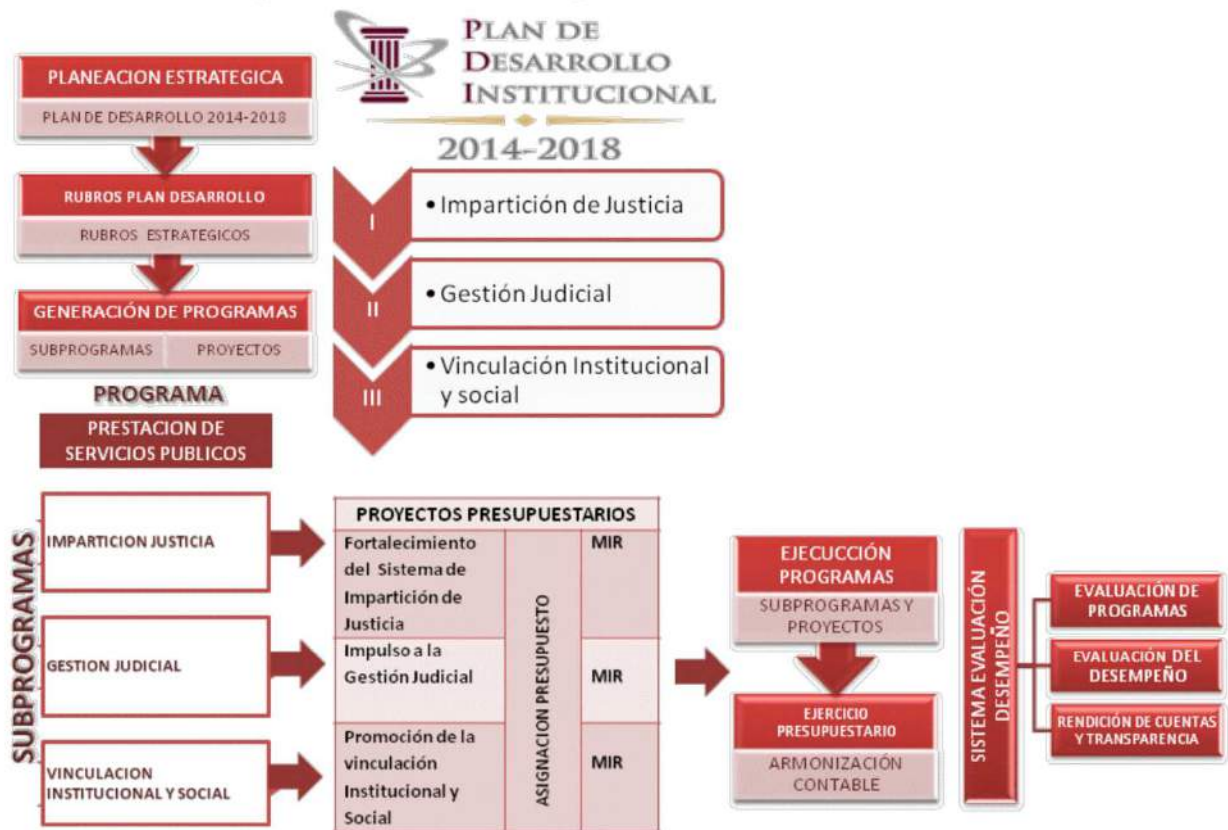 PLANEACION ESTRATEGICA
PLAN DE DESARROLLO 2014-2018
RUBROS PLAN DESARROLLO
RUBROS ESTRATEGICOS
GENERACIÓN DE PROGRAMAS
SUBPROGRAMAS
PROYECTOS
PLAN DE
DESARROLLO
INSTITUCIONAL
2014-2018
I
• Impartición de Justicia
II
• Gestión Judicial
III
• Vinculación Institucional
y social
PROGRAMA
PRESTACION DE
SERVICIOS PUBLICOS
SUBPROGRAMAS
IMPARTICION JUSTICIA
GESTION JUDICIAL
VINCULACION
INSTITUCIONAL Y SOCIAL
PROYECTOS PRESUPUESTARIOS
Fortalecimiento
del Sistema de
Impartición de
Justicia
MIR
Impulso a la
Gestión Judicial
MIR
Promoción de la
vinculación
Institucional y
Social
MIR
ASIGNACION PRESUPUESTO
EJECUCCIÓN
PROGRAMAS
SUBPROGRAMAS Y
PROYECTOS
EJERCICIO
PRESUPUESTARIO
ARMONIZACIÓN
CONTABLE
SISTEMA EVALUACIÓN
DESEMPEÑO
EVALUACIÓN DE
PROGRAMAS
EVALUACIÓN DEL
DESEMPEÑO
RENDICIÓN DE CUENTAS
Y TRANSPARENCIA